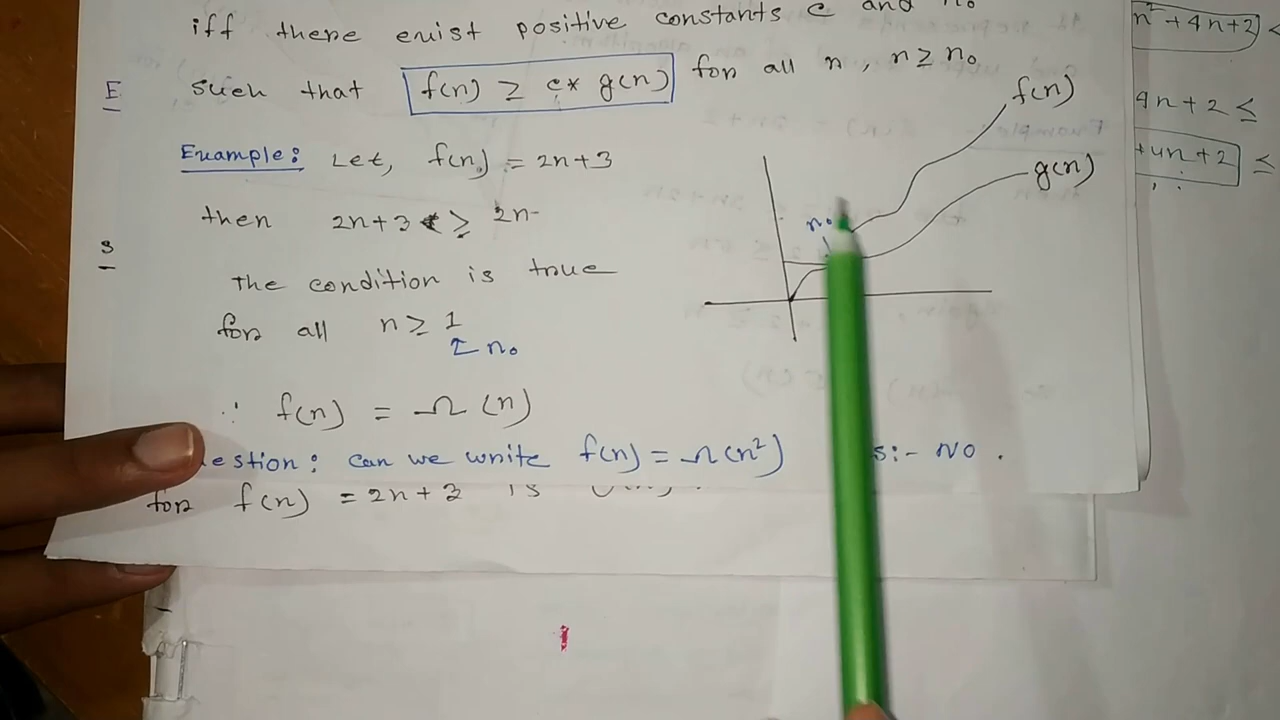 iff there exist positive constants c and n₀
such that f(n) ≥ c* g(n) for all n, n ≥ n₀
E
Example: Let, f(n) = 2n+3
then 2n+3 ≥ 2n
3
the condition is true
for all n ≥ 1
n₀
∴ f(n) = Ω(n)
estion: can we write f(n) = Ω(n²) s:- NO.
for f(n) = 2n+2 is
f(n)
g(n)
n₀
n²+4n+2
4n+2 ≤
+4n+2 ≤